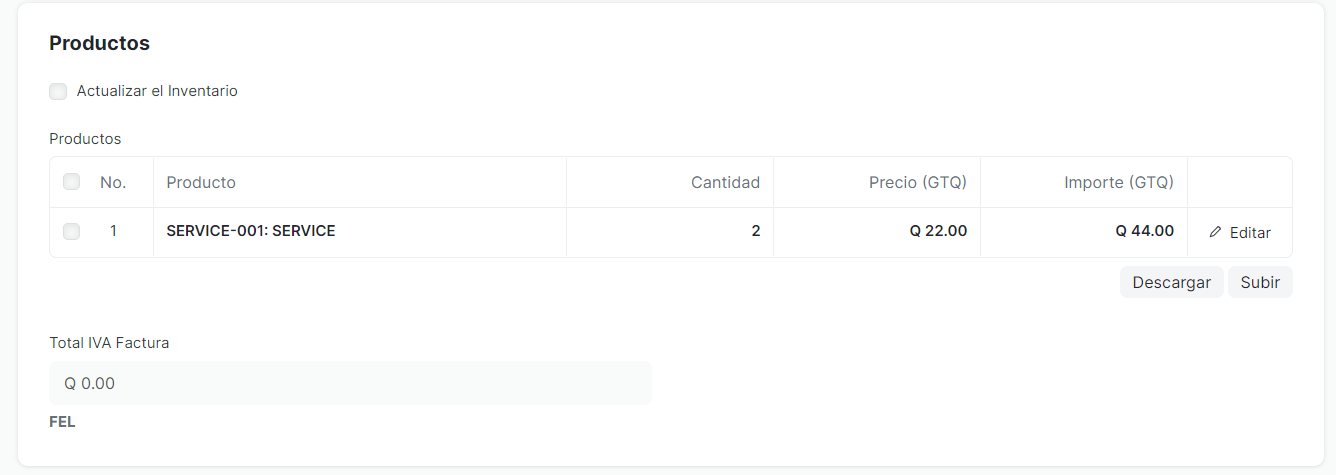 Productos
Actualizar el Inventario
Productos
No. Producto Cantidad Precio (GTQ) Importe (GTQ)
1 SERVICE-001: SERVICE 2 Q 22.00 Q 44.00 Editar
Descargar Subir
Total IVA Factura
Q 0.00
FEL